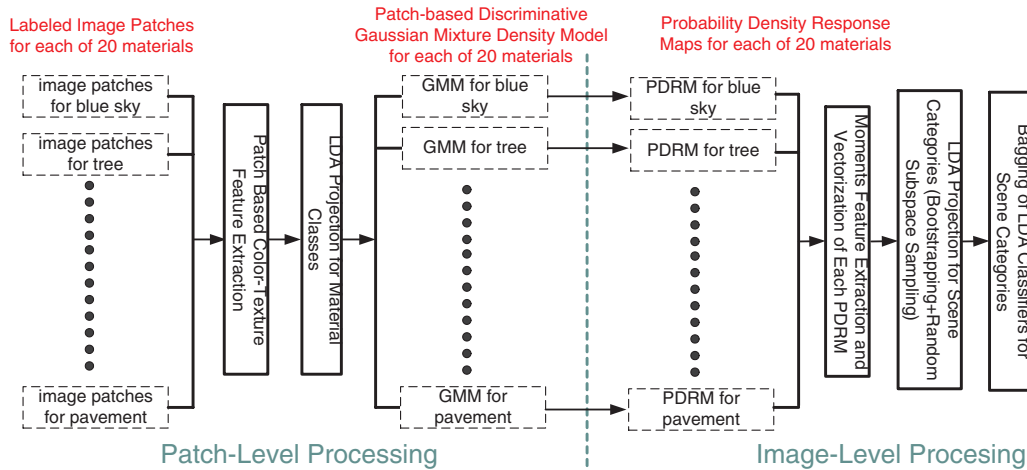 Labeled Image Patches
for each of 20 materials
image patches
for blue sky
image patches
for tree
image patches
for pavement
Patch Based Color-Texture
Feature Extraction
LDA Projection for Material
Classes
Patch-based Discriminative
Gaussian Mixture Density Model
for each of 20 materials
GMM for blue
sky
GMM for tree
GMM for
pavement
Probability Density Response
Maps for each of 20 materials
PDRM for blue
sky
PDRM for tree
PDRM for
pavement
Moments Feature Extraction and
Vectorization of Each PDRM
LDA Projection for Scene
Categories (Bootstrapping+Random
Subspace Sampling)
Bagging of LDA Classifiers for
Scene Categories
Patch-Level Processing
Image-Level Procesing